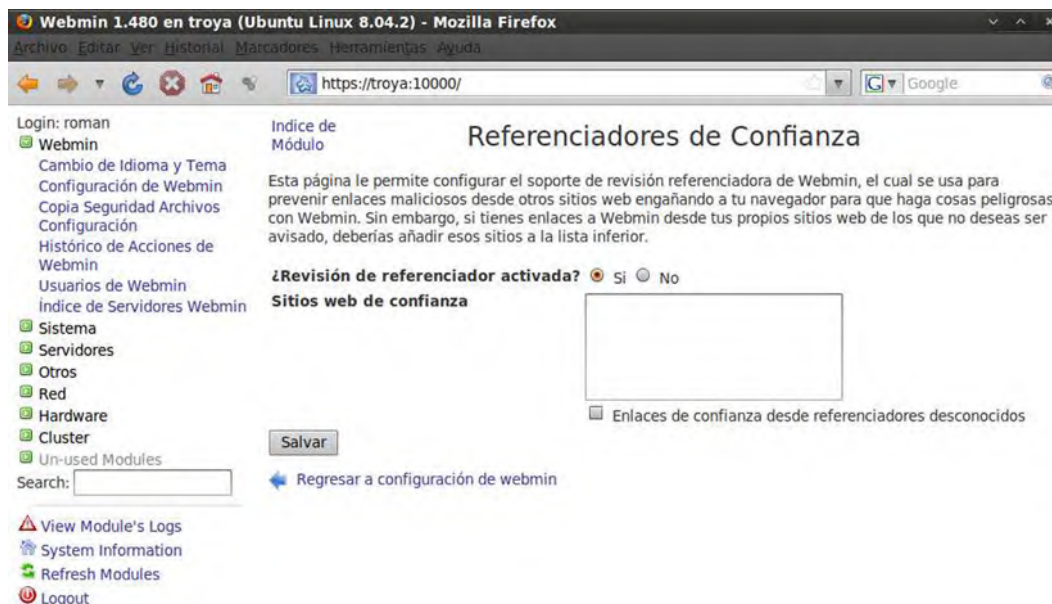 Webmin 1.480 en troya (Ubuntu Linux 8.04.2) - Mozilla Firefox
Archivo Editar Ver Historial Marcadores Herramientas Ayuda
https://troya:10000/
G Google
Login: roman
Webmin
Cambio de Idioma y Tema
Configuración de Webmin
Copia Seguridad Archivos
Configuración
Histórico de Acciones de
Webmin
Usuarios de Webmin
Índice de Servidores Webmin
Sistema
Servidores
Otros
Red
Hardware
Cluster
Un-used Modules
Search:
View Module's Logs
System Information
Refresh Modules
Logout
Indice de
Módulo
Referenciadores de Confianza
Esta página le permite configurar el soporte de revisión referenciadora de Webmin, el cual se usa para
prevenir enlaces maliciosos desde otros sitios web engañando a tu navegador para que haga cosas peligrosas
con Webmin. Sin embargo, si tienes enlaces a Webmin desde tus propios sitios web de los que no deseas ser
avisado, deberías añadir esos sitios a la lista inferior.
¿Revisión de referenciador activada? Si No
Sitios web de confianza
Enlaces de confianza desde referenciadores desconocidos
Salvar
Regresar a configuración de webmin